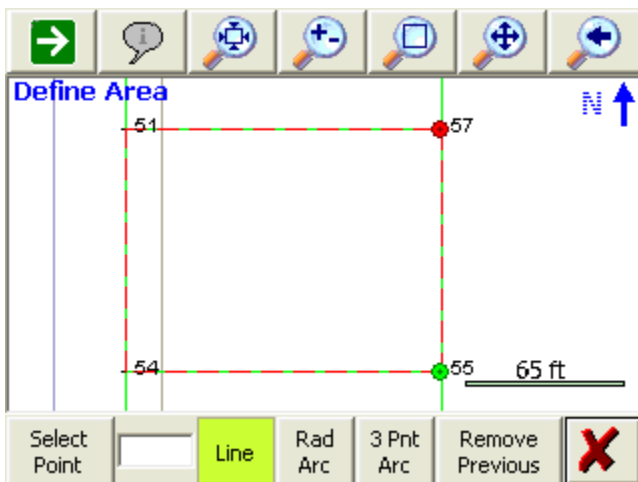 Define Area
N
51
57
54
55
65 ft
Select
Point
Line
Rad
Arc
3 Pnt
Arc
Remove
Previous